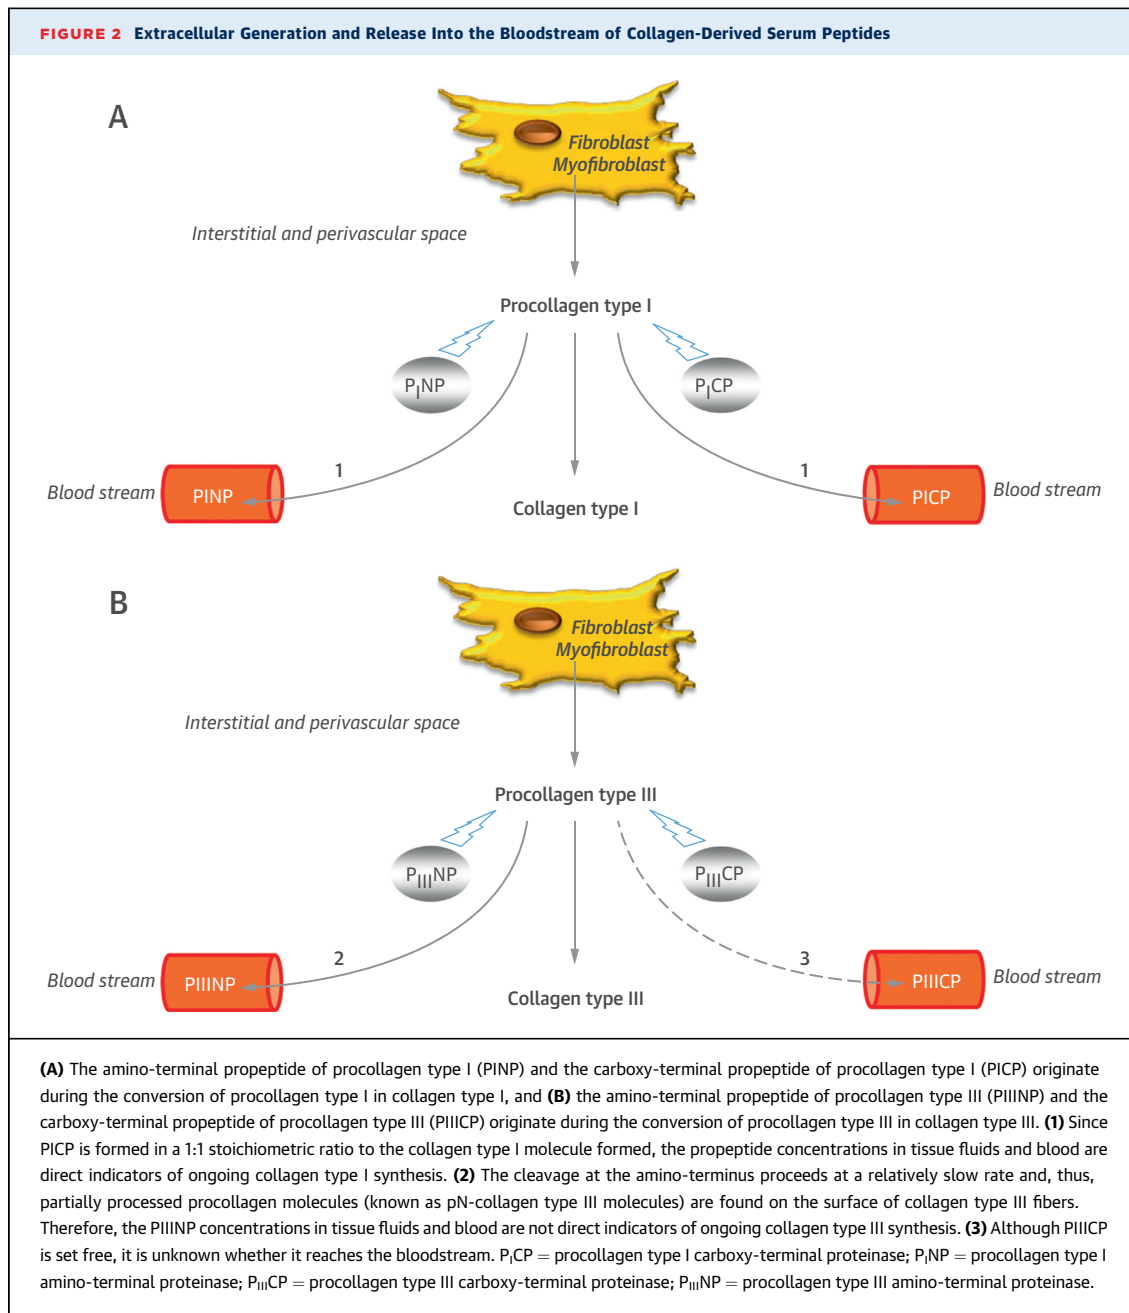 FIGURE 2 Extracellular Generation and Release Into the Bloodstream of Collagen-Derived Serum Peptides
A
Fibroblast
Myofibroblast
Interstitial and perivascular space
Procollagen type I
PINP
PICP
1
1
Blood stream
PINP
PICP
Blood stream
Collagen type I
B
Fibroblast
Myofibroblast
Interstitial and perivascular space
Procollagen type III
PIIINP
PIIICP
2
3
Blood stream
PIIINP
PIIICP
Blood stream
Collagen type III
(A) The amino-terminal propeptide of procollagen type I (PINP) and the carboxy-terminal propeptide of procollagen type I (PICP) originate
during the conversion of procollagen type I in collagen type I, and (B) the amino-terminal propeptide of procollagen type III (PIIINP) and the
carboxy-terminal propeptide of procollagen type III (PIIICP) originate during the conversion of procollagen type III in collagen type III. (1) Since
PICP is formed in a 1:1 stoichiometric ratio to the collagen type I molecule formed, the propeptide concentrations in tissue fluids and blood are
direct indicators of ongoing collagen type I synthesis. (2) The cleavage at the amino-terminus proceeds at a relatively slow rate and, thus,
partially processed procollagen molecules (known as pN-collagen type III molecules) are found on the surface of collagen type III fibers.
Therefore, the PIIINP concentrations in tissue fluids and blood are not direct indicators of ongoing collagen type III synthesis. (3) Although PIIICP
is set free, it is unknown whether it reaches the bloodstream. PICP = procollagen type I carboxy-terminal proteinase; PINP = procollagen type I
amino-terminal proteinase; PIIICP = procollagen type III carboxy-terminal proteinase; PIIINP = procollagen type III amino-terminal proteinase.